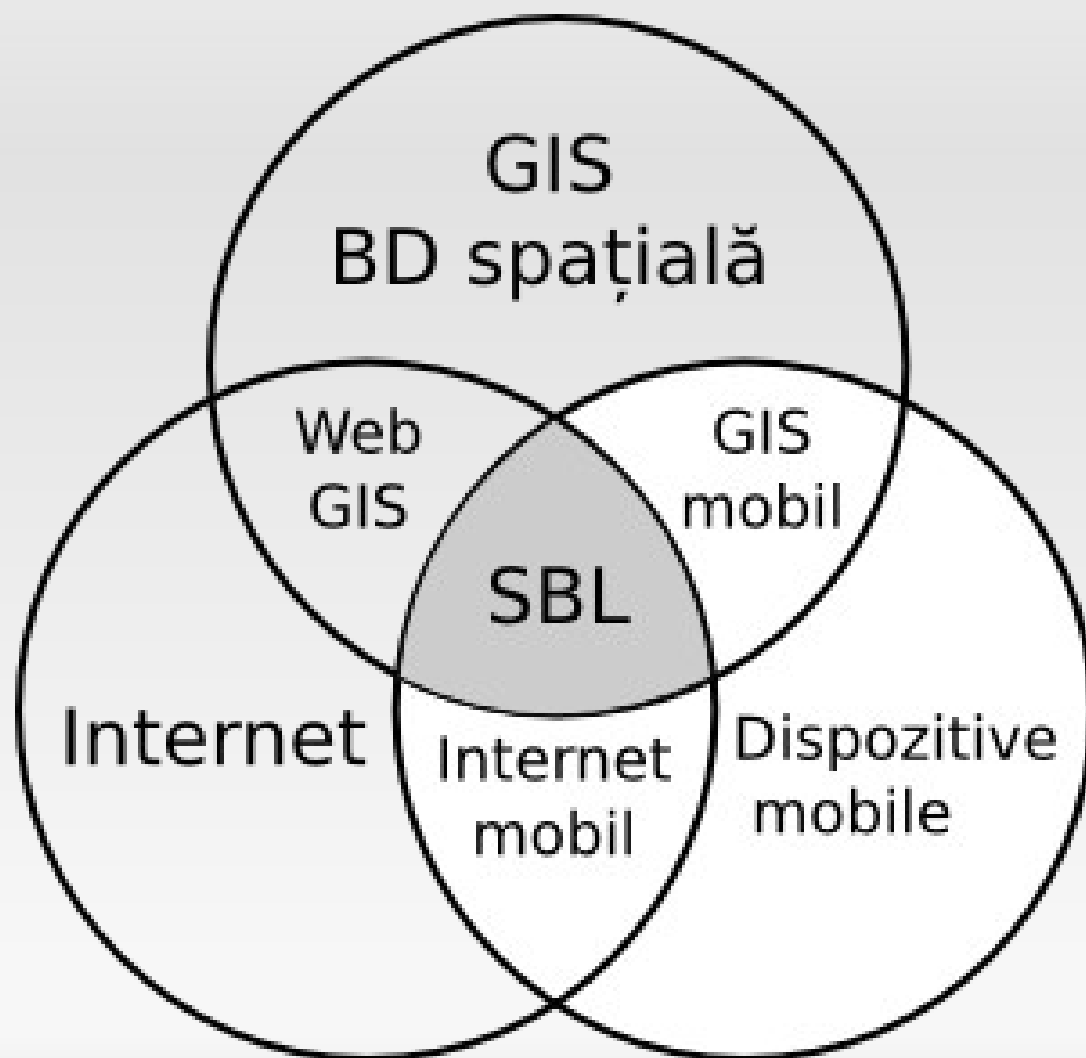 GIS
BD spațială
Web
GIS
GIS
mobil
SBL
Internet
Internet
mobil
Dispozitive
mobile